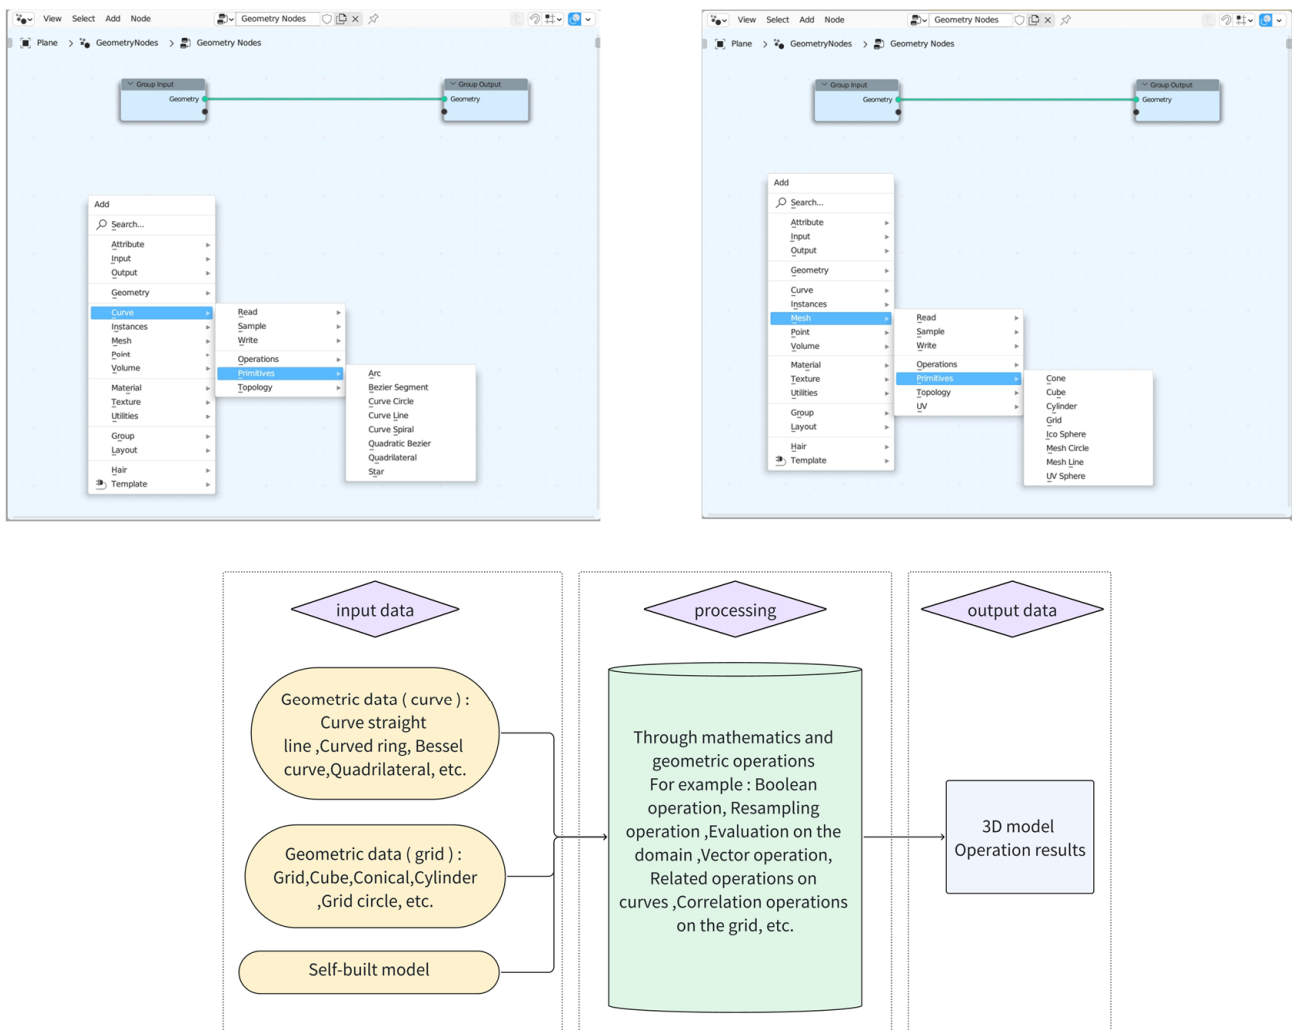 View Select Add Node Geometry Nodes
Plane GeometryNodes Geometry Nodes
Group Input
Geometry
Group Output
Geometry
Add
Search...
Attribute
Input
Output
Geometry
Curve
Instances
Mesh
Point
Volume
Material
Texture
Utilities
Group
Layout
Hair
Template
Read
Sample
Write
Operations
Primitives
Topology
Arc
Bezier Segment
Curve Circle
Curve Line
Curve Spiral
Quadratic Bezier
Quadrilateral
Star
View Select Add Node Geometry Nodes
Plane GeometryNodes Geometry Nodes
Group Input
Geometry
Group Output
Geometry
Add
Search...
Attribute
Input
Output
Geometry
Curve
Instances
Mesh
Point
Volume
Material
Texture
Utilities
Group
Layout
Hair
Template
Read
Sample
Write
Operations
Primitives
Topology
UV
Cone
Cube
Cylinder
Grid
Ico Sphere
Mesh Circle
Mesh Line
UV Sphere
input data
Geometric data ( curve ) :
Curve straight
line ,Curved ring, Bessel
curve,Quadrilateral, etc.
Geometric data ( grid ) :
Grid,Cube,Conical,Cylinder
,Grid circle, etc.
Self-built model
processing
Through mathematics and
geometric operations
For example : Boolean
operation, Resampling
operation ,Evaluation on the
domain ,Vector operation,
Related operations on
curves ,Correlation operations
on the grid, etc.
output data
3D model
Operation results